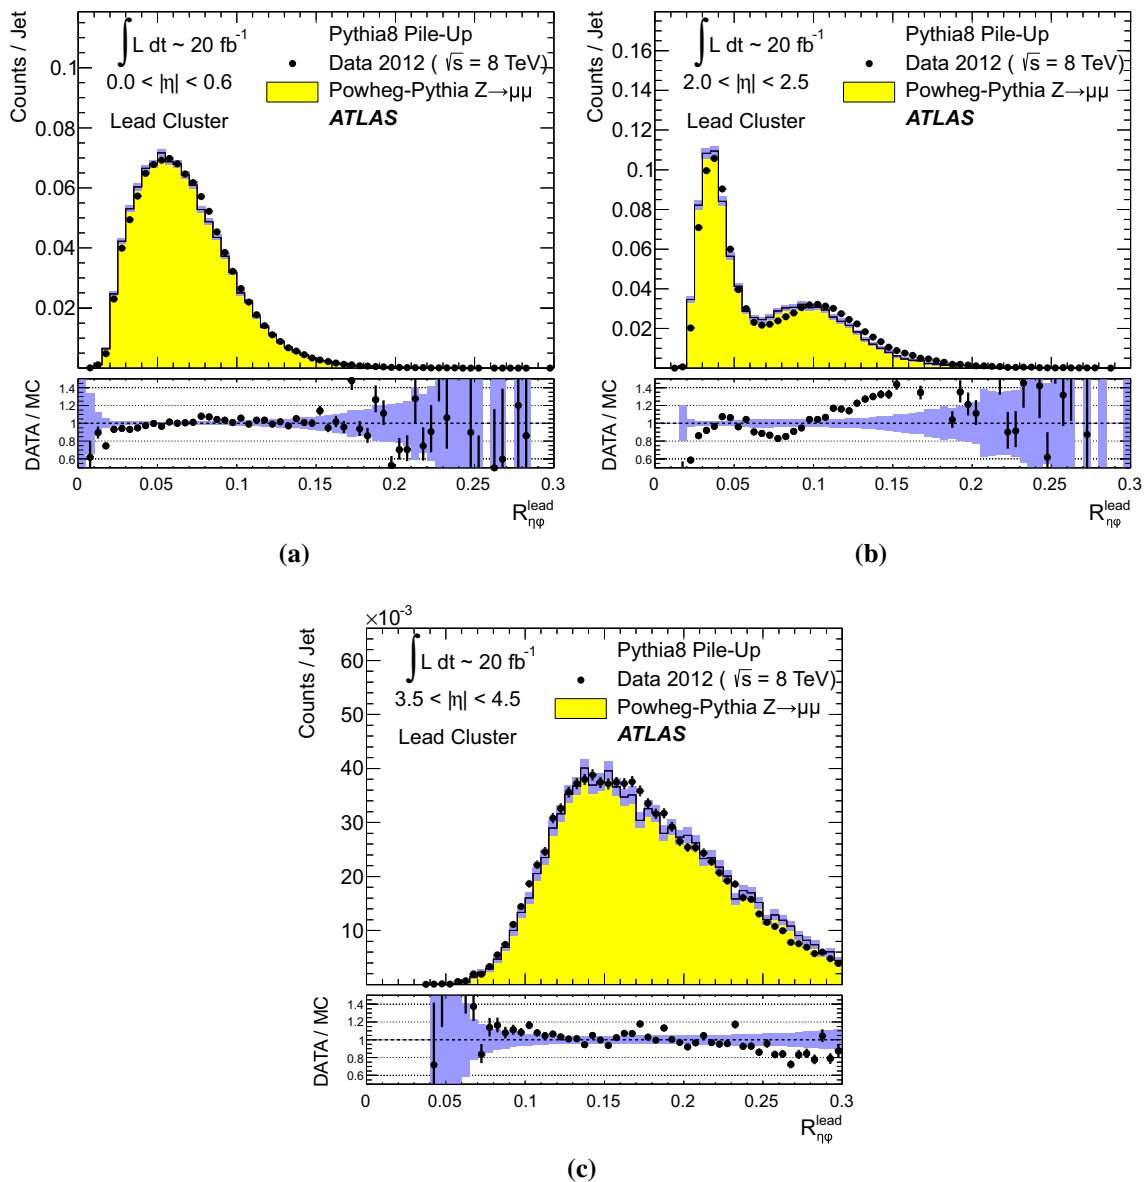 Counts / Jet
∫ L dt ~ 20 fb⁻¹
0.0 < |η| < 0.6
Lead Cluster
Pythia8 Pile-Up
Data 2012 ( √s = 8 TeV)
Powheg-Pythia Z→μμ
ATLAS
0.1
0.08
0.06
0.04
0.02
DATA / MC
1.4
1.2
1
0.8
0.6
0 0.05 0.1 0.15 0.2 0.25 0.3
R_ηφ^lead
(a)
Counts / Jet
∫ L dt ~ 20 fb⁻¹
2.0 < |η| < 2.5
Lead Cluster
Pythia8 Pile-Up
Data 2012 ( √s = 8 TeV)
Powheg-Pythia Z→μμ
ATLAS
0.16
0.14
0.12
0.1
0.08
0.06
0.04
0.02
DATA / MC
1.4
1.2
1
0.8
0.6
0 0.05 0.1 0.15 0.2 0.25 0.3
R_ηφ^lead
(b)
×10⁻³
Counts / Jet
∫ L dt ~ 20 fb⁻¹
3.5 < |η| < 4.5
Lead Cluster
Pythia8 Pile-Up
Data 2012 ( √s = 8 TeV)
Powheg-Pythia Z→μμ
ATLAS
60
50
40
30
20
10
DATA / MC
1.4
1.2
1
0.8
0.6
0 0.05 0.1 0.15 0.2 0.25 0.3
R_ηφ^lead
(c)